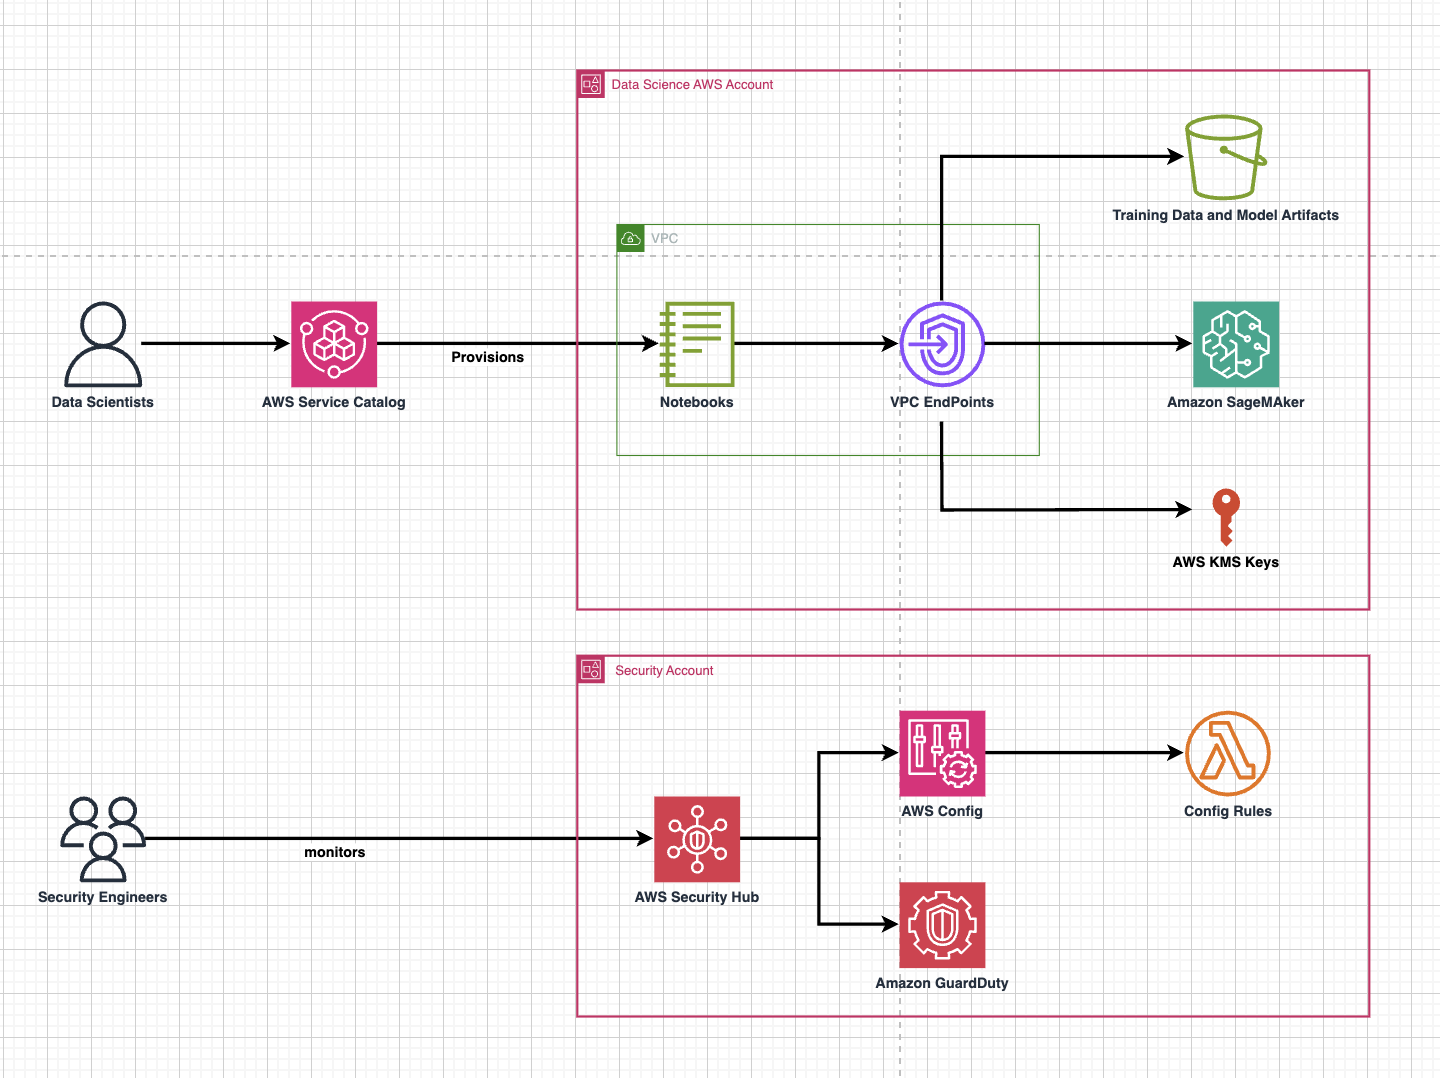 Data Science AWS Account
Training Data and Model Artifacts
VPC
Data Scientists
AWS Service Catalog
Provisions
Notebooks
VPC EndPoints
Amazon SageMAker
AWS KMS Keys
Security Account
AWS Config
Config Rules
Security Engineers
monitors
AWS Security Hub
Amazon GuardDuty